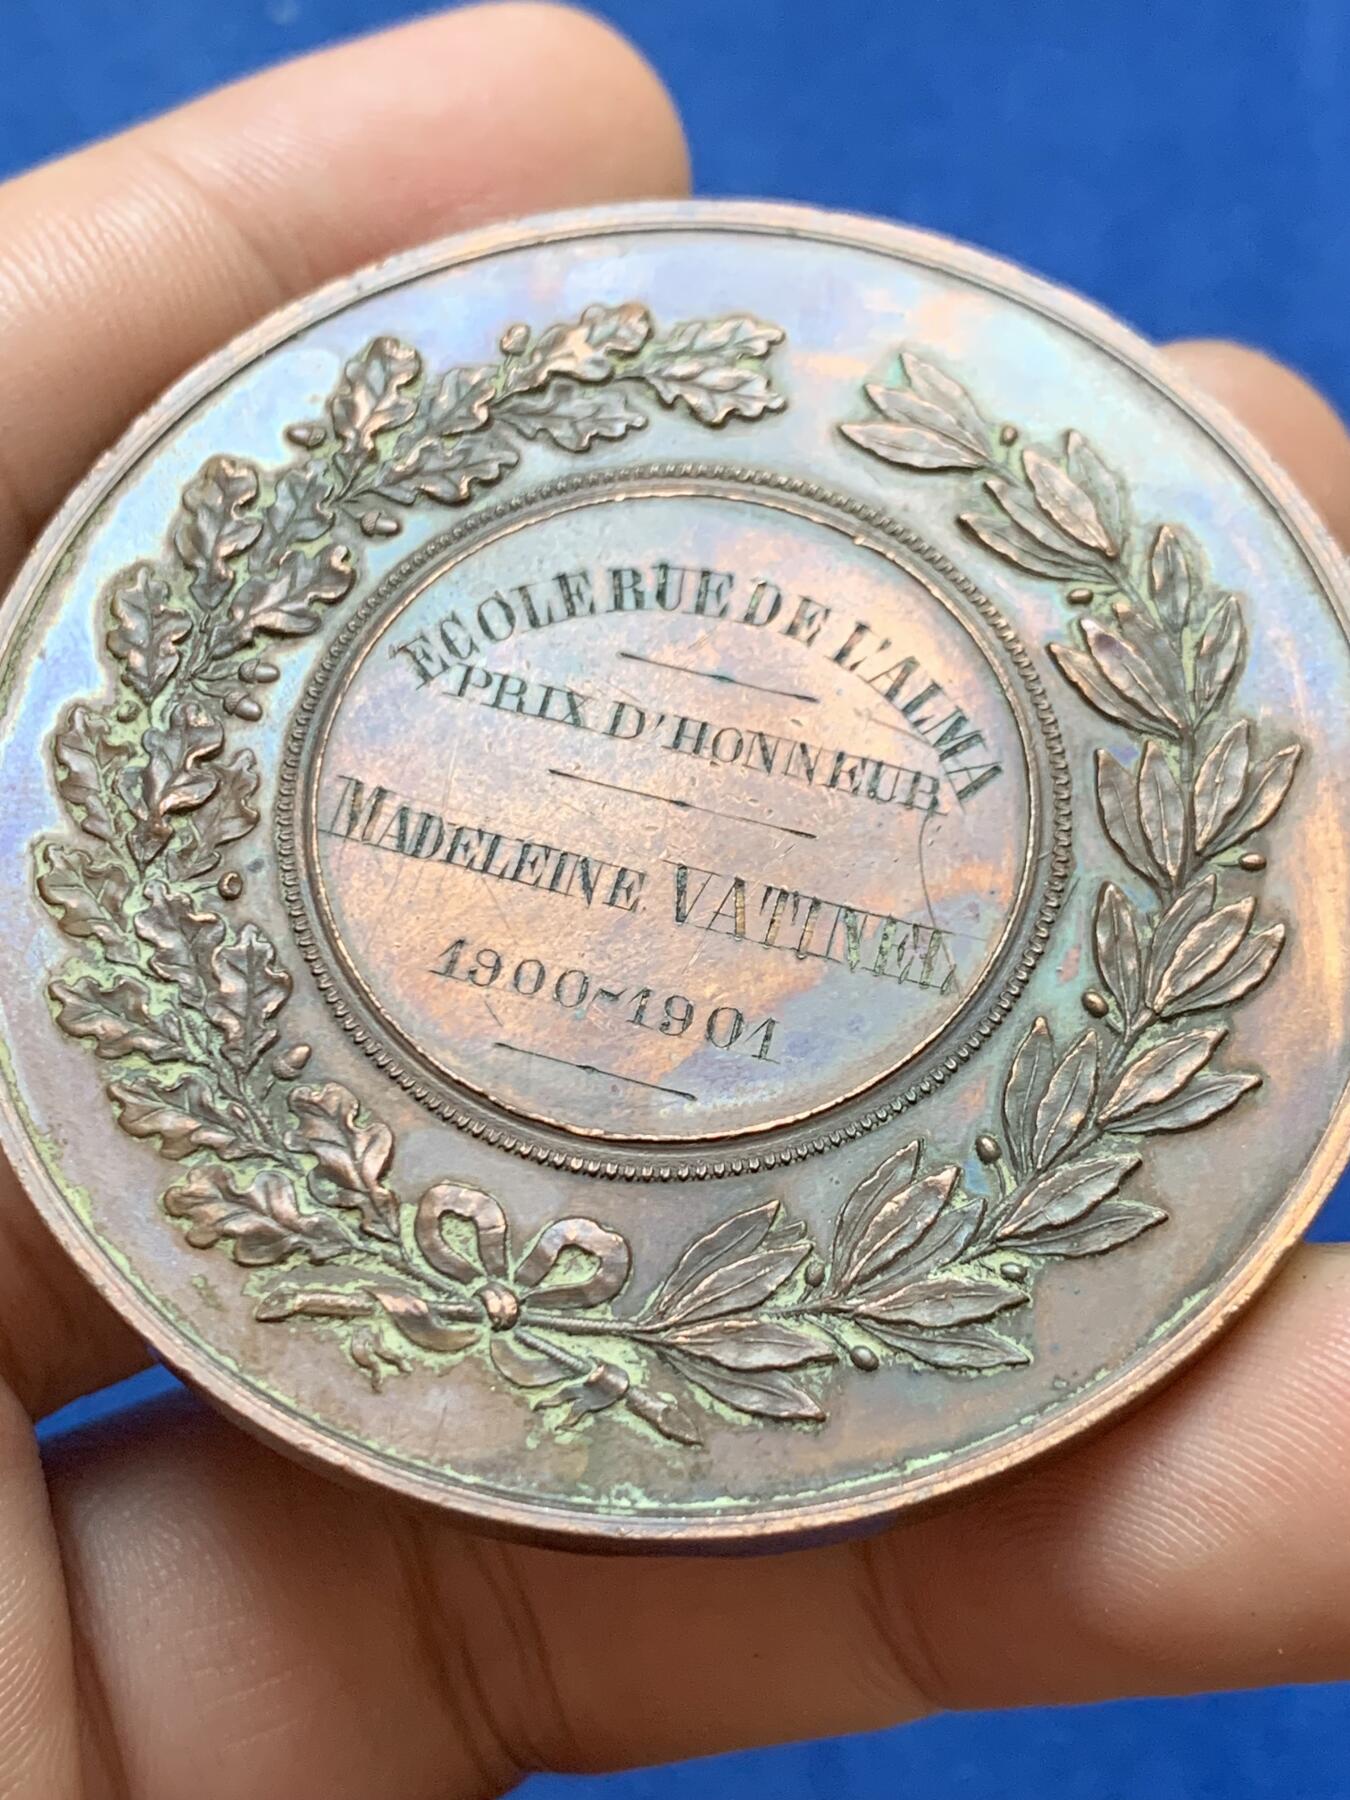 ECOLE RUE DE L'ALMA
PRIX D'HONNEUR
MADELEINE VATINEL
1900-1901